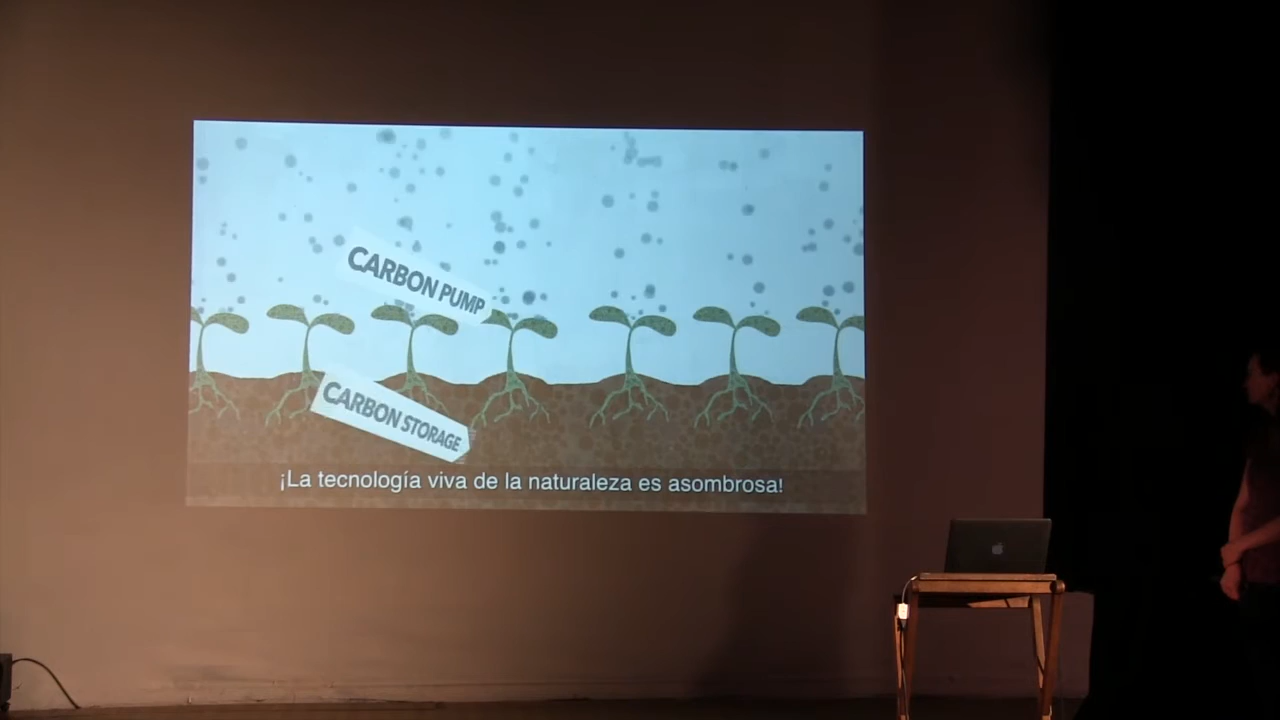 CARBON PUMP
CARBON STORAGE
¡La tecnología viva de la naturaleza es asombrosa!